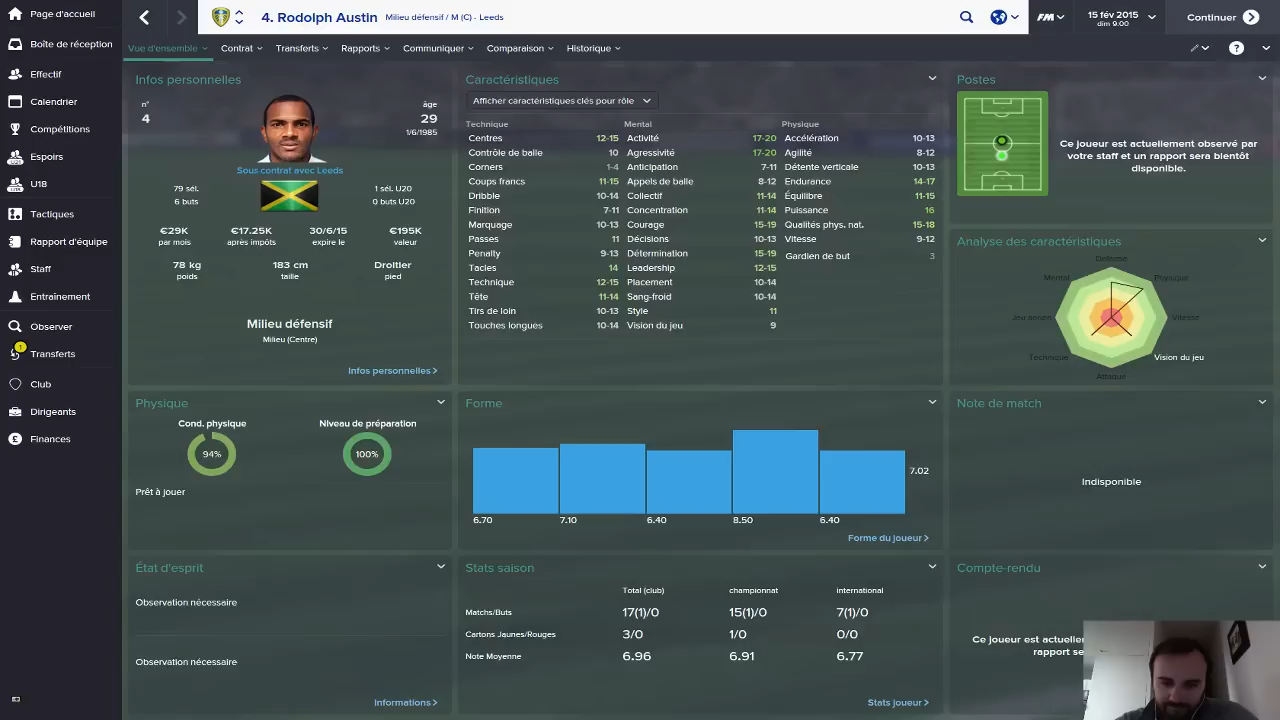 Page d'accueil
Boîte de réception
Effectif
Calendrier
Compétitions
Espoirs
U18
Tactiques
Rapport d'équipe
Staff
Entraînement
Observer
1
Transferts
Club
Dirigeants
Finances
4. Rodolph Austin
Milieu défensif / M (C) - Leeds
FM
15 fév 2015
dim 9:00
Continuer
Vue d'ensemble
Contrat
Transferts
Rapports
Communiquer
Comparaison
Historique
?
Infos personnelles
n°
4
âge
29
1/6/1985
Sous contrat avec Leeds
79 sél.
6 buts
1 sél. U20
0 buts U20
€29K
par mois
€17.25K
après impôts
30/6/15
expire le
€195K
valeur
78 kg
poids
183 cm
taille
Droitier
pied
Milieu défensif
Milieu (Centre)
Infos personnelles >
Caractéristiques
Afficher caractéristiques clés pour rôle
Technique
Centres 12-15
Contrôle de balle 10
Corners 1-4
Coups francs 11-15
Dribble 10-14
Finition 7-11
Marquage 10-13
Passes 11
Penalty 9-13
Tacles 14
Technique 12-15
Tête 11-14
Tirs de loin 10-13
Touches longues 10-14
Mental
Activité 17-20
Agressivité 17-20
Anticipation 7-11
Appels de balle 8-12
Collectif 11-14
Concentration 11-14
Courage 15-19
Décisions 10-13
Détermination 15-19
Leadership 12-15
Placement 10-14
Sang-froid 10-14
Style 11
Vision du jeu 9
Physique
Accélération 10-13
Agilité 8-12
Détente verticale 10-13
Endurance 14-17
Équilibre 11-15
Puissance 16
Qualités phys. nat. 15-18
Vitesse 9-12
Gardien de but 3
Postes
Ce joueur est actuellement observé par
votre staff et un rapport sera bientôt
disponible.
Analyse des caractéristiques
Défense
Physique
Vitesse
Vision du jeu
Attaque
Technique
Jeu aérien
Mental
Physique
Cond. physique
94%
Niveau de préparation
100%
Prêt à jouer
Forme
6.70
7.10
6.40
8.50
6.40
7.02
Forme du joueur >
Note de match
Indisponible
État d'esprit
Observation nécessaire
Observation nécessaire
Informations >
Stats saison
Total (club) championnat international
Matchs/Buts 17(1)/0 15(1)/0 7(1)/0
Cartons Jaunes/Rouges 3/0 1/0 0/0
Note Moyenne 6.96 6.91 6.77
Stats joueur >
Compte-rendu
Ce joueur est actuelle
rapport se